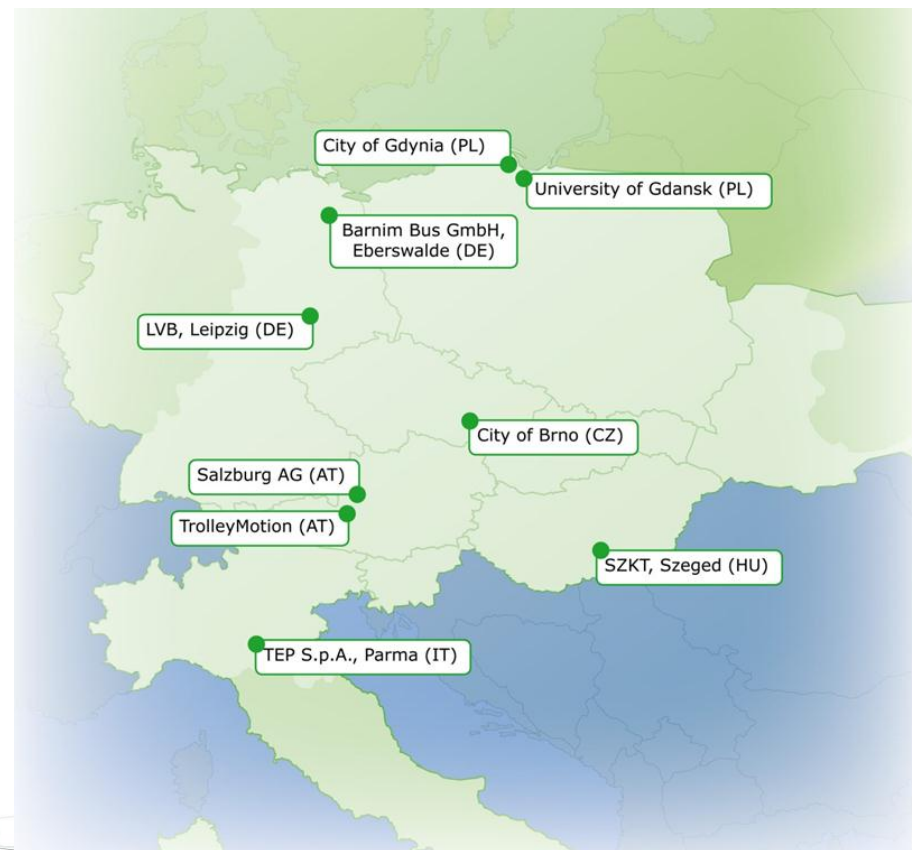 City of Gdynia (PL)
University of Gdansk (PL)
Barnim Bus GmbH,
Eberswalde (DE)
LVB, Leipzig (DE)
City of Brno (CZ)
Salzburg AG (AT)
TrolleyMotion (AT)
SZKT, Szeged (HU)
TEP S.p.A., Parma (IT)